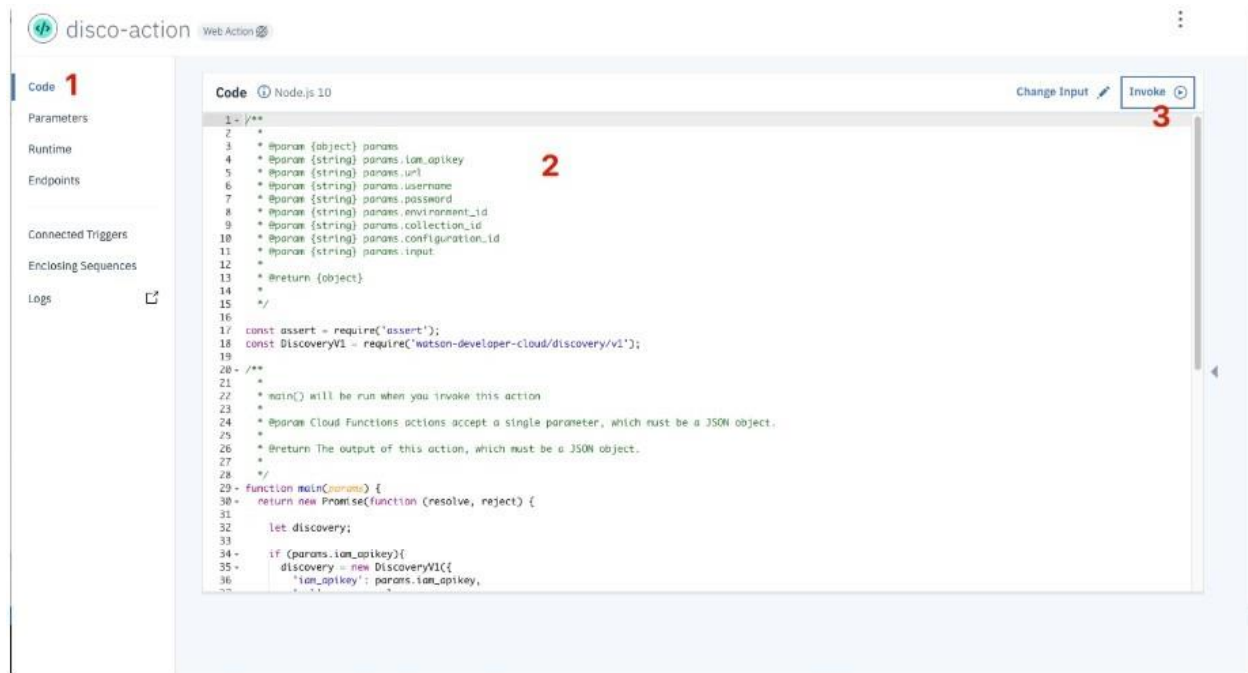 </> disco-action Web Action
Code 1
Parameters
Runtime
Endpoints
Connected Triggers
Enclosing Sequences
Logs
Code Node.js 10 Change Input Invoke
3
2
1 /**
2 *
3 * @param {object} params
4 * @param {string} params.iam_apikey
5 * @param {string} params.url
6 * @param {string} params.username
7 * @param {string} params.password
8 * @param {string} params.environment_id
9 * @param {string} params.collection_id
10 * @param {string} params.configuration_id
11 * @param {string} params.input
12 *
13 * @return {object}
14 *
15 */
16
17 const assert = require('assert');
18 const DiscoveryV1 = require('watson-developer-cloud/discovery/v1');
19
20 /**
21 *
22 * main() will be run when you invoke this action
23 *
24 * @param Cloud Functions actions accept a single parameter, which must be a JSON object.
25 *
26 * @return The output of this action, which must be a JSON object.
27 *
28 */
29 function main(params) {
30 return new Promise(function (resolve, reject) {
31
32 let discovery;
33
34 if (params.iam_apikey){
35 discovery = new DiscoveryV1({
36 'iam_apikey': params.iam_apikey,